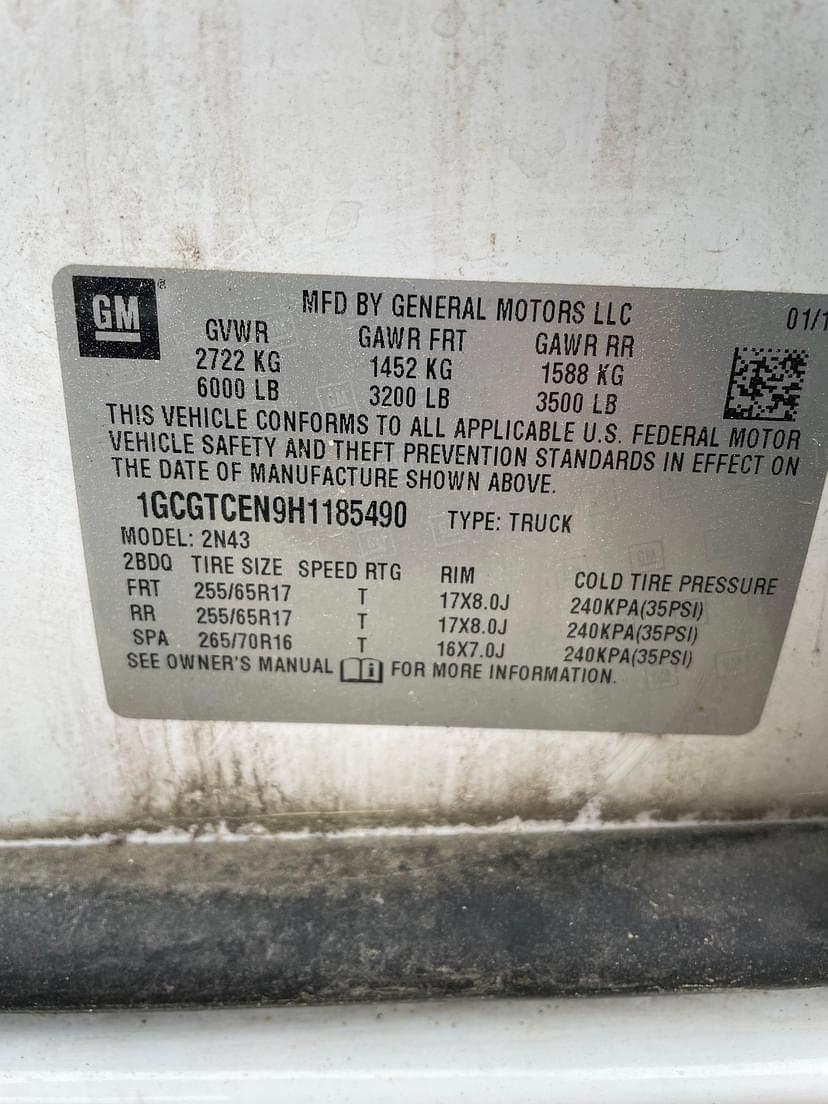 GM ®
MFD BY GENERAL MOTORS LLC
01/1
GVWR GAWR FRT GAWR RR
2722 KG 1452 KG 1588 KG
6000 LB 3200 LB 3500 LB
THIS VEHICLE CONFORMS TO ALL APPLICABLE U.S. FEDERAL MOTOR
VEHICLE SAFETY AND THEFT PREVENTION STANDARDS IN EFFECT ON
THE DATE OF MANUFACTURE SHOWN ABOVE.
1GCGTCEN9H1185490 TYPE: TRUCK
MODEL: 2N43
2BDQ TIRE SIZE SPEED RTG RIM COLD TIRE PRESSURE
FRT 255/65R17 T 17X8.0J 240KPA(35PSI)
RR 255/65R17 T 17X8.0J 240KPA(35PSI)
SPA 265/70R16 T 16X7.0J 240KPA(35PSI)
SEE OWNER'S MANUAL FOR MORE INFORMATION.